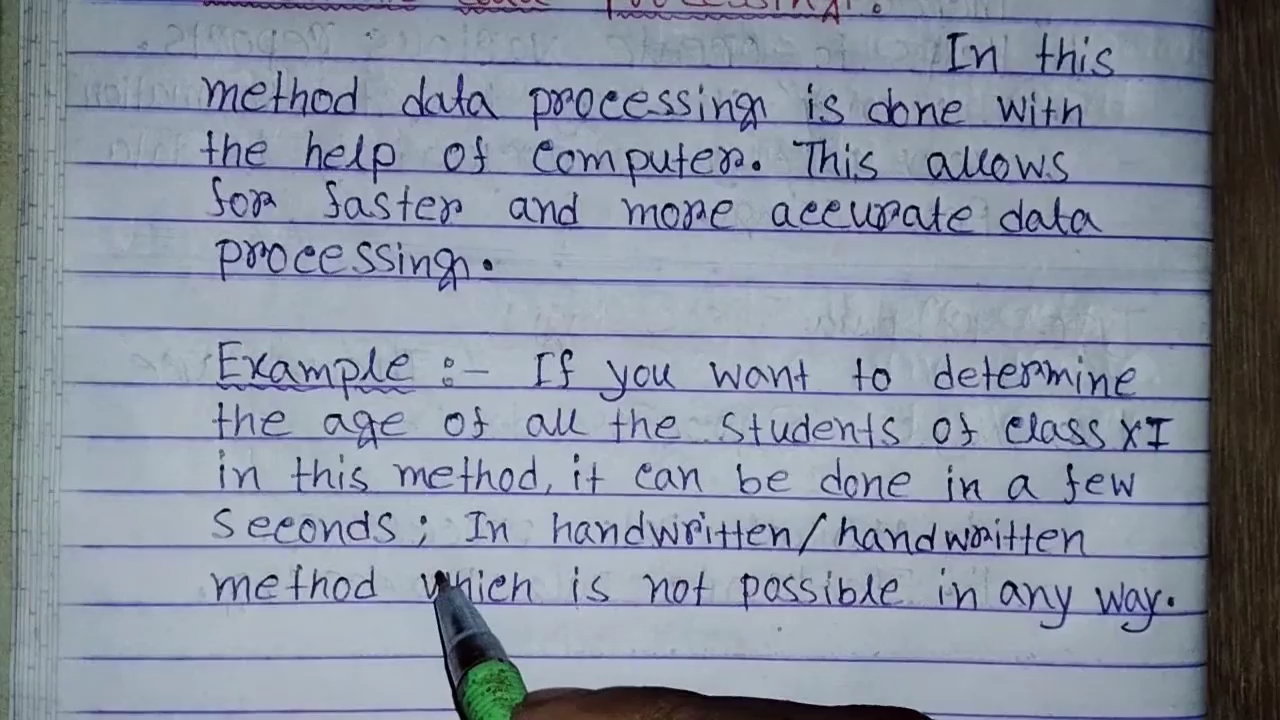 processing:
In this
method data processing is done with
the help of computer. This allows
for faster and more accurate data
processing.
Example :- If you want to determine
the age of all the students of class XI
in this method, it can be done in a few
seconds; In handwritten/handwritten
method which is not possible in any way.